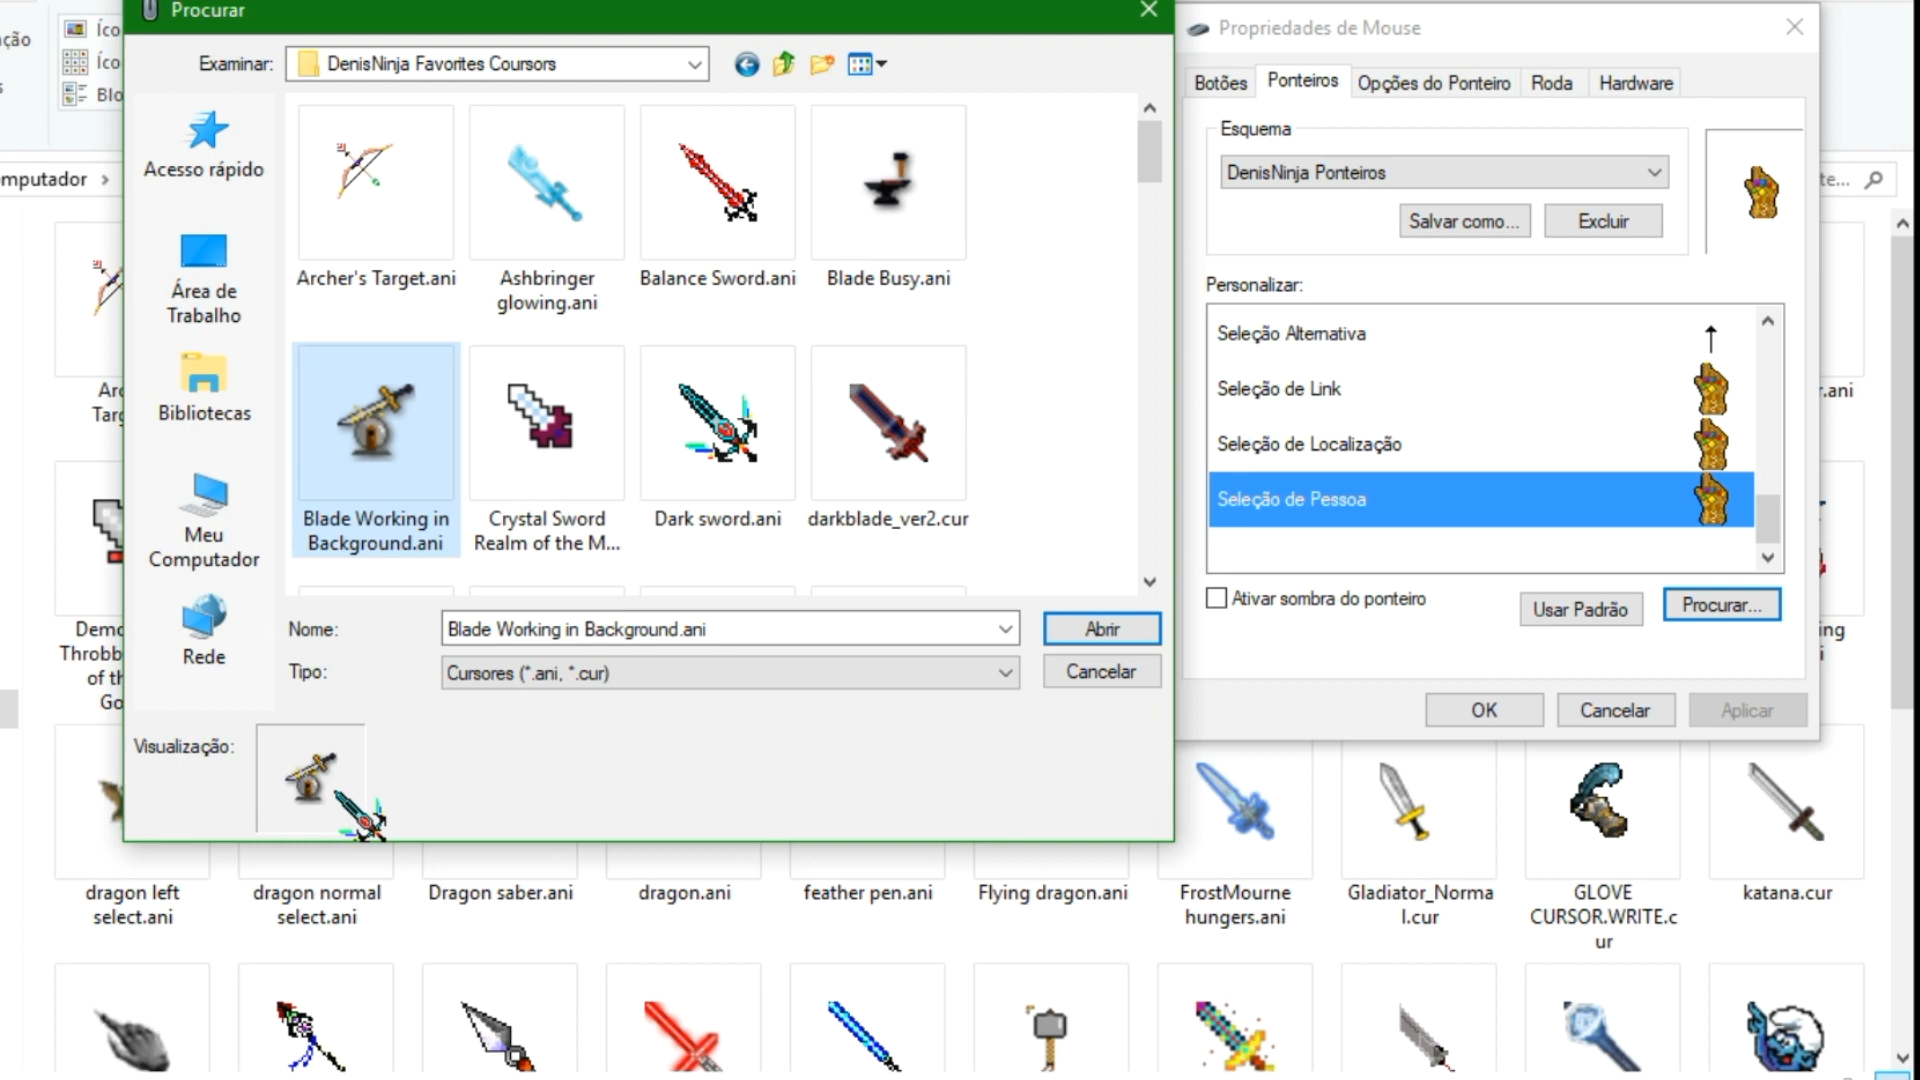 Procurar
Examinar:
DenisNinja Favorites Coursors
Acesso rápido
Área de
Trabalho
Bibliotecas
Meu
Computador
Rede
Archer's Target.ani
Ashbringer
glowing.ani
Balance Sword.ani
Blade Busy.ani
Blade Working in
Background.ani
Crystal Sword
Realm of the M...
Dark sword.ani
darkblade_ver2.cur
Nome:
Blade Working in Background.ani
Abrir
Tipo:
Cursores (*.ani, *.cur)
Cancelar
Visualização:
Propriedades de Mouse
Botões
Ponteiros
Opções do Ponteiro
Roda
Hardware
Esquema
DenisNinja Ponteiros
Salvar como...
Excluir
Personalizar:
Seleção Alternativa
Seleção de Link
Seleção de Localização
Seleção de Pessoa
Ativar sombra do ponteiro
Usar Padrão
Procurar...
OK
Cancelar
Aplicar
dragon left
select.ani
dragon normal
select.ani
Dragon saber.ani
dragon.ani
feather pen.ani
Flying dragon.ani
FrostMourne
hungers.ani
Gladiator_Norma
l.cur
GLOVE
CURSOR.WRITE.c
ur
katana.cur